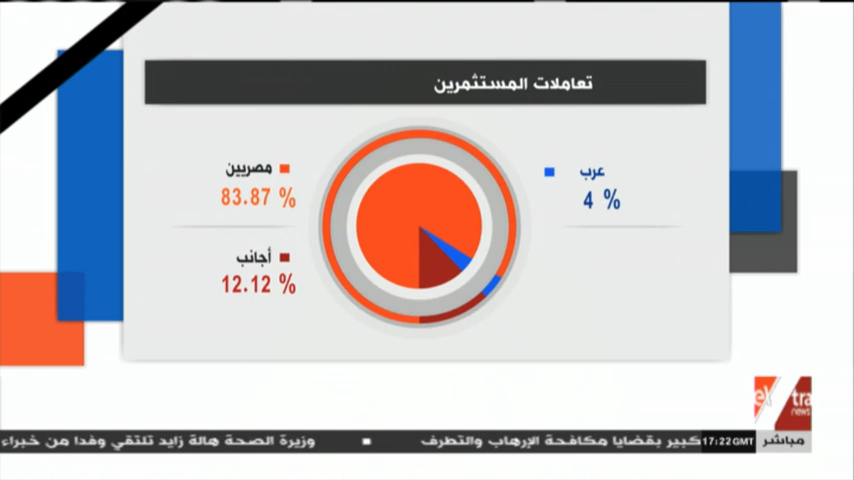 تعاملات المستثمرين
عرب
4 %
مصريين
83.87 %
أجانب
12.12 %
extra
news
مباشر
17:22 GMT
كبير بقضايا مكافحة الإرهاب والتطرف ■ وزيرة الصحة هالة زايد تلتقي وفدا من خبراء